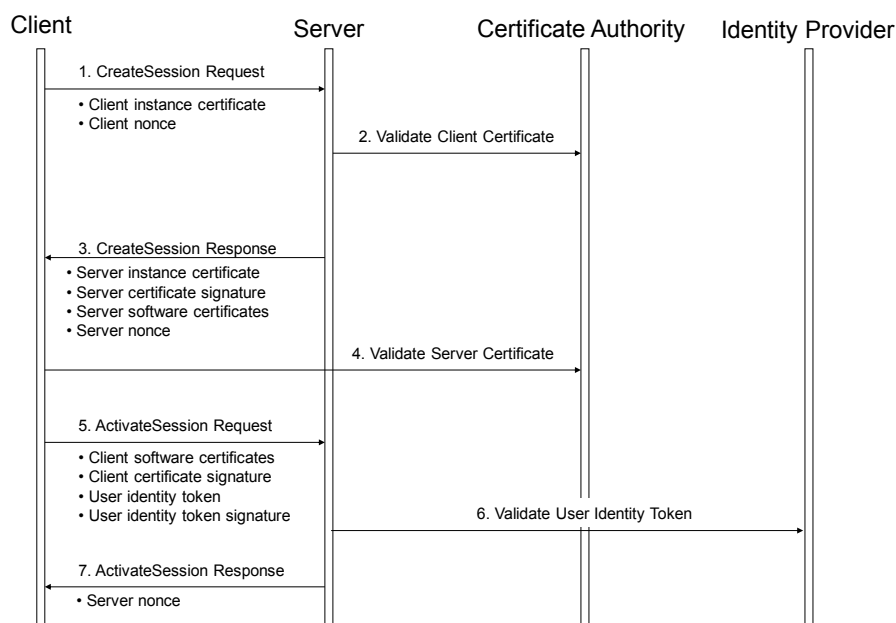 Client
Server
Certificate Authority
Identity Provider
1. CreateSession Request
• Client instance certificate
• Client nonce
2. Validate Client Certificate
3. CreateSession Response
• Server instance certificate
• Server certificate signature
• Server software certificates
• Server nonce
4. Validate Server Certificate
5. ActivateSession Request
• Client software certificates
• Client certificate signature
• User identity token
• User identity token signature
6. Validate User Identity Token
7. ActivateSession Response
• Server nonce